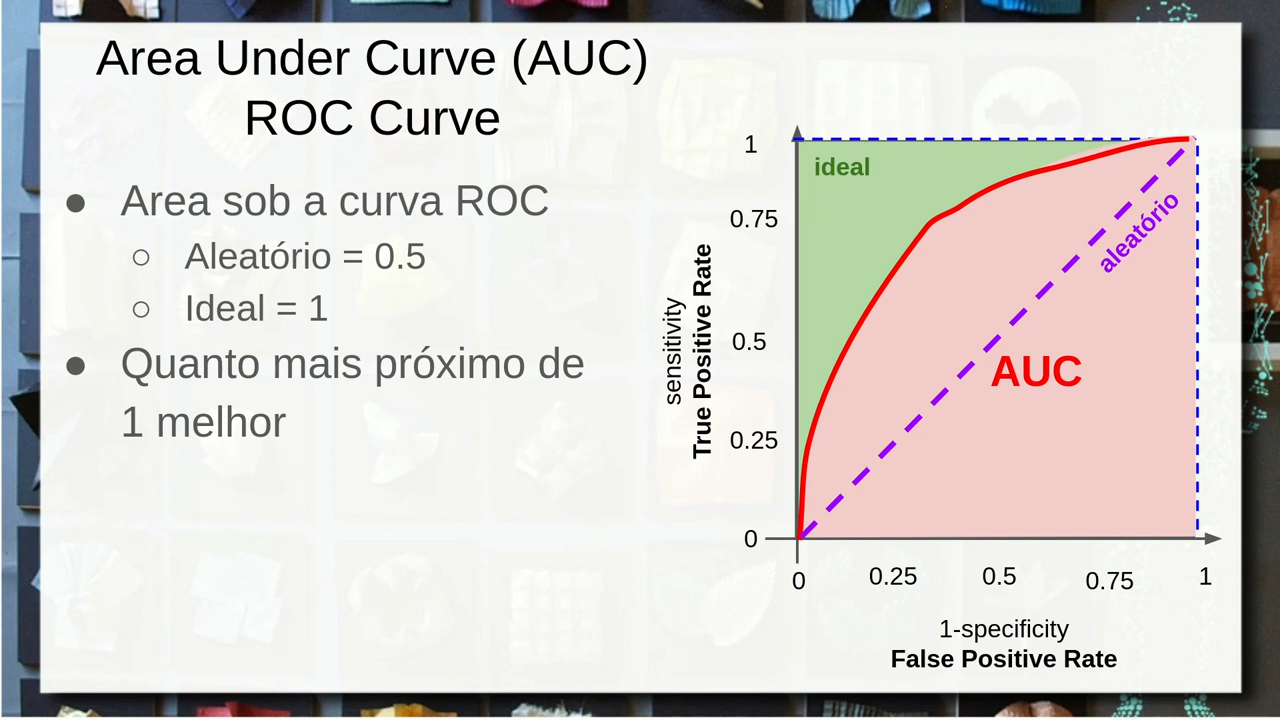 Area Under Curve (AUC)
ROC Curve
● Area sob a curva ROC
○ Aleatório = 0.5
○ Ideal = 1
● Quanto mais próximo de
1 melhor
sensitivity
True Positive Rate
1
0.75
0.5
0.25
0
ideal
aleatório
AUC
0 0.25 0.5 0.75 1
1-specificity
False Positive Rate